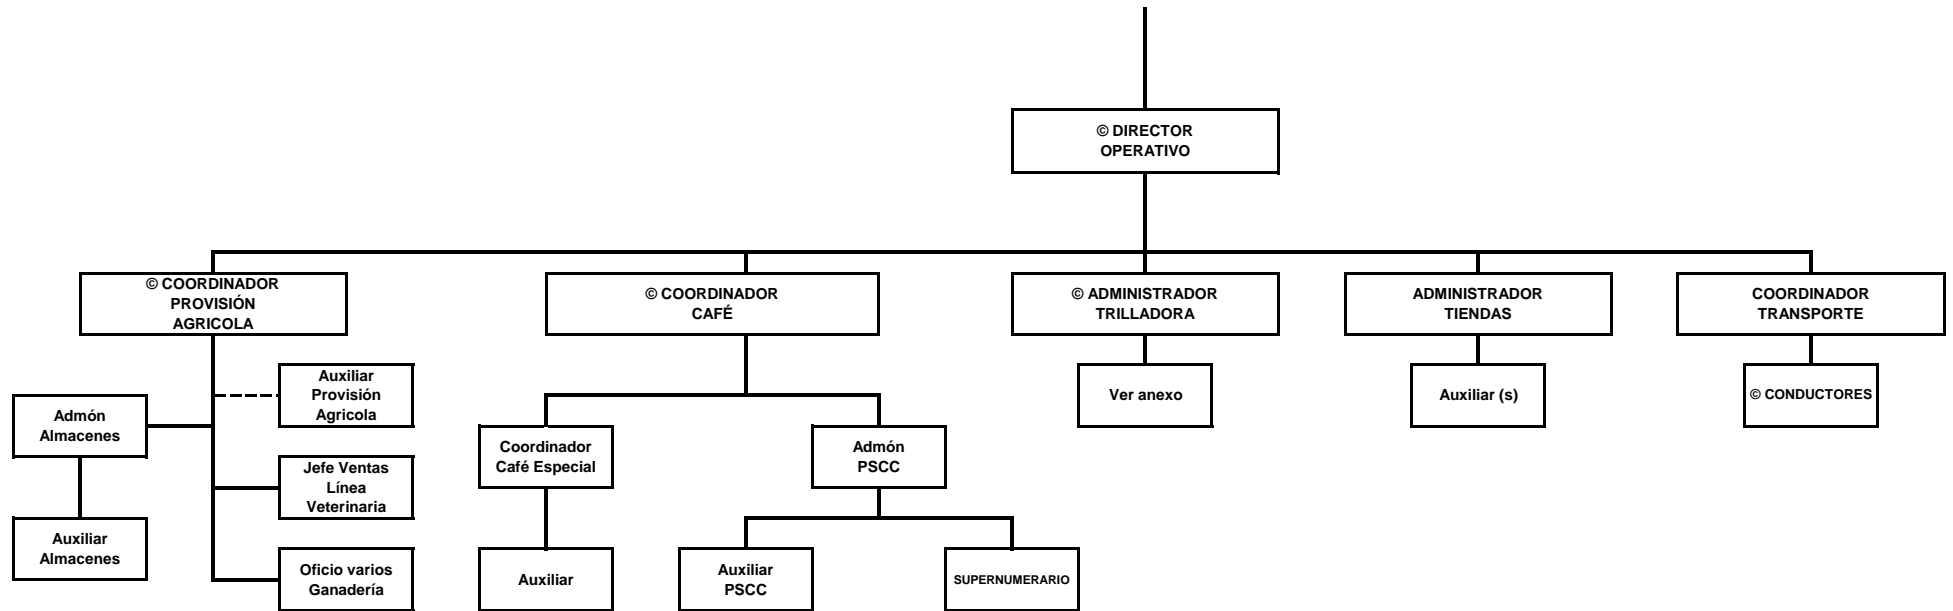 © DIRECTOR
OPERATIVO
© COORDINADOR
PROVISIÓN
AGRICOLA
© COORDINADOR
CAFÉ
© ADMINISTRADOR
TRILLADORA
ADMINISTRADOR
TIENDAS
COORDINADOR
TRANSPORTE
Auxiliar
Provisión
Agricola
Ver anexo
Auxiliar (s)
© CONDUCTORES
Admón
Almacenes
Coordinador
Café Especial
Admón
PSCC
Jefe Ventas
Línea
Veterinaria
Auxiliar
Almacenes
Oficio varios
Ganadería
Auxiliar
Auxiliar
PSCC
SUPERNUMERARIO